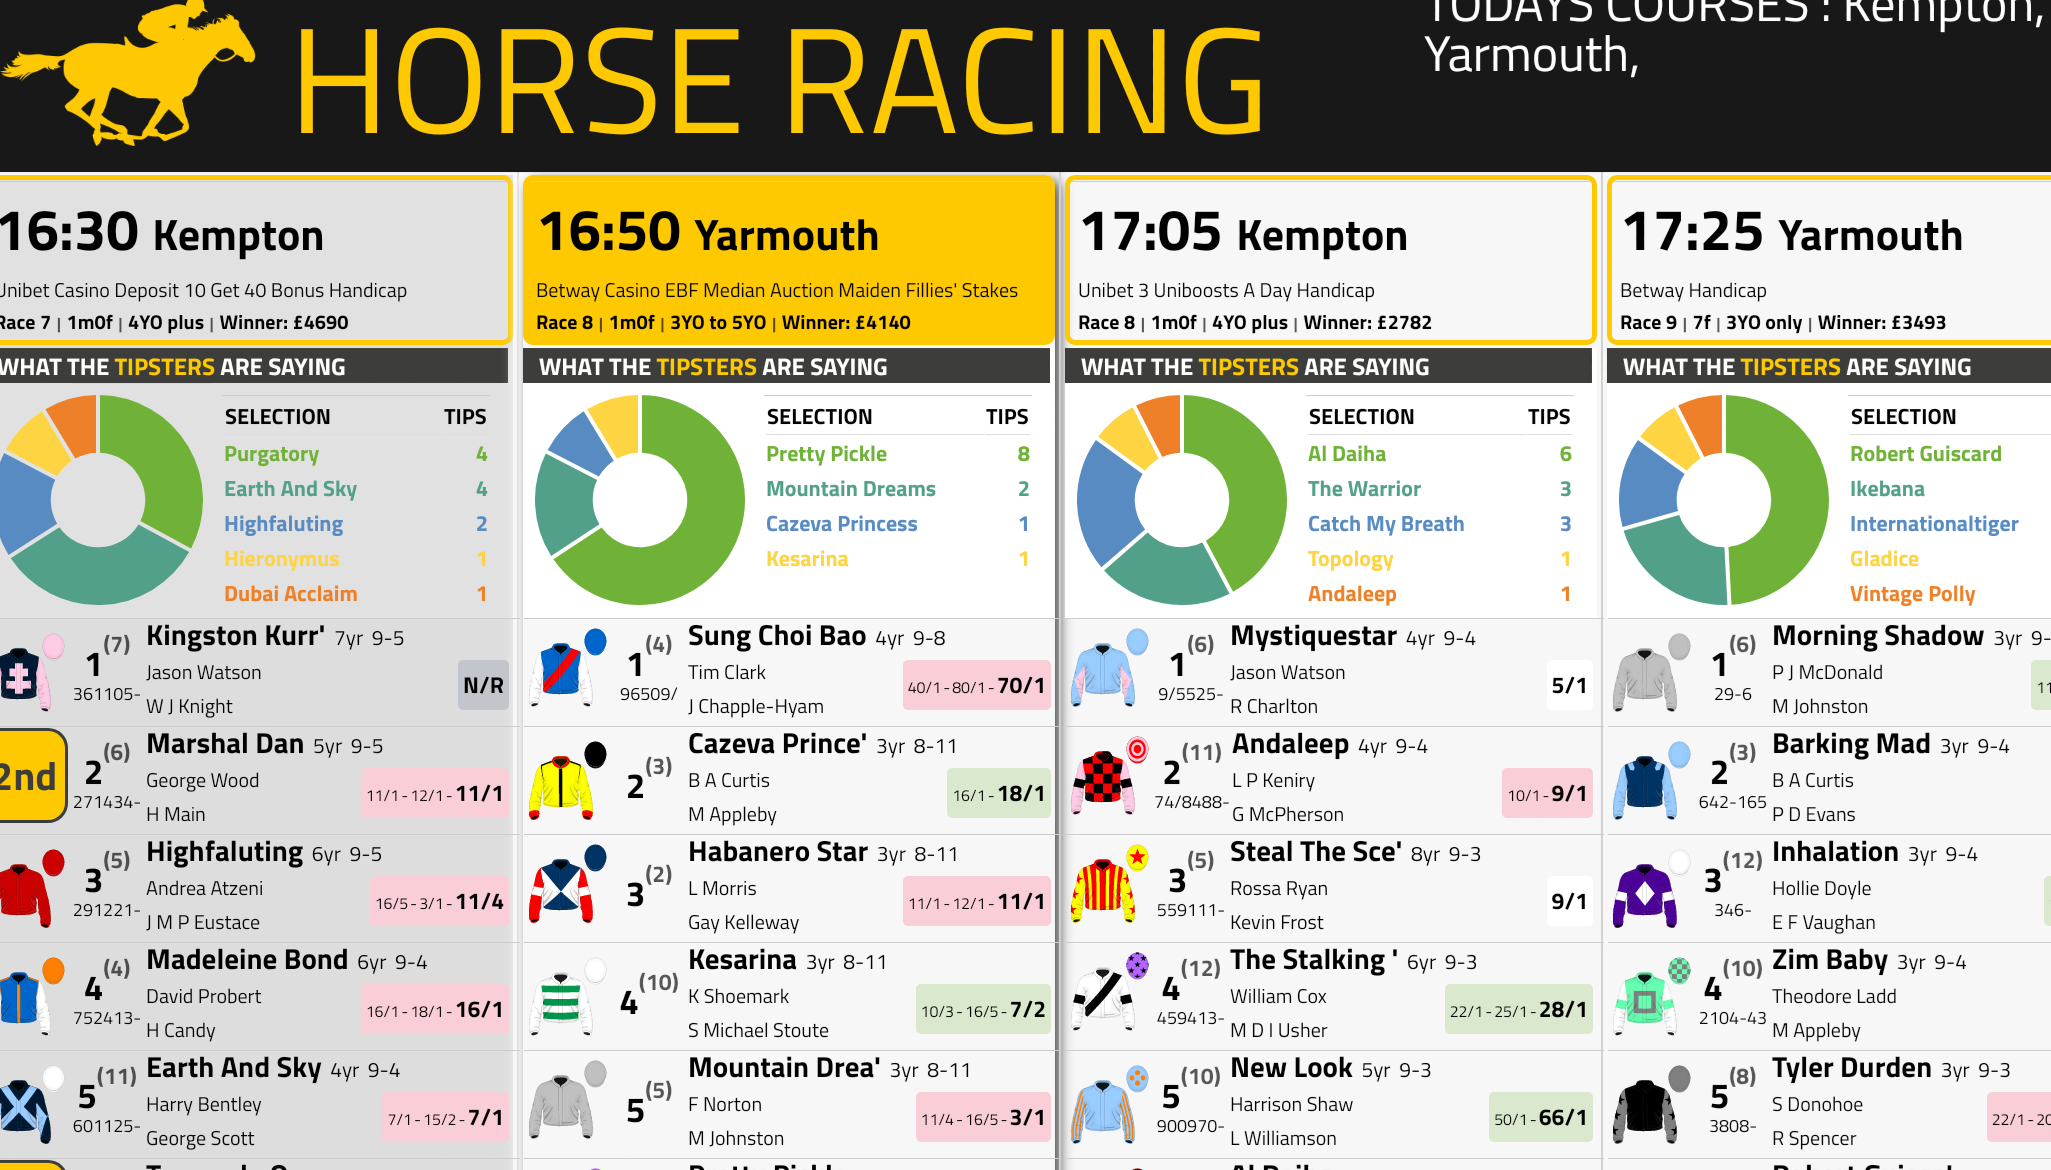 TODAYS COURSES : Kempton,
Yarmouth,
HORSE RACING
16:30 Kempton
Unibet Casino Deposit 10 Get 40 Bonus Handicap
Race 7 | 1m0f | 4YO plus | Winner: £4690
WHAT THE TIPSTERS ARE SAYING
SELECTION TIPS
Purgatory 4
Earth And Sky 4
Highfaluting 2
Hieronymus 1
Dubai Acclaim 1
1 (7) Kingston Kurr' 7yr 9-5
Jason Watson
361105-
W J Knight
N/R
2nd
2 (6) Marshal Dan 5yr 9-5
George Wood
271434-
H Main
11/1 - 12/1 - 11/1
3 (5) Highfaluting 6yr 9-5
Andrea Atzeni
291221-
J M P Eustace
16/5 - 3/1 - 11/4
4 (4) Madeleine Bond 6yr 9-4
David Probert
752413-
H Candy
16/1 - 18/1 - 16/1
5 (11) Earth And Sky 4yr 9-4
Harry Bentley
601125-
George Scott
7/1 - 15/2 - 7/1
16:50 Yarmouth
Betway Casino EBF Median Auction Maiden Fillies' Stakes
Race 8 | 1m0f | 3YO to 5YO | Winner: £4140
WHAT THE TIPSTERS ARE SAYING
SELECTION TIPS
Pretty Pickle 8
Mountain Dreams 2
Cazeva Princess 1
Kesarina 1
1 (4) Sung Choi Bao 4yr 9-8
Tim Clark
96509/
J Chapple-Hyam
40/1 - 80/1 - 70/1
2 (3) Cazeva Prince' 3yr 8-11
B A Curtis
M Appleby
16/1 - 18/1
3 (2) Habanero Star 3yr 8-11
L Morris
Gay Kelleway
11/1 - 12/1 - 11/1
4 (10) Kesarina 3yr 8-11
K Shoemark
S Michael Stoute
10/3 - 16/5 - 7/2
5 (5) Mountain Drea' 3yr 8-11
F Norton
M Johnston
11/4 - 16/5 - 3/1
17:05 Kempton
Unibet 3 Uniboosts A Day Handicap
Race 8 | 1m0f | 4YO plus | Winner: £2782
WHAT THE TIPSTERS ARE SAYING
SELECTION TIPS
Al Daiha 6
The Warrior 3
Catch My Breath 3
Topology 1
Andaleep 1
1 (6) Mystiquestar 4yr 9-4
Jason Watson
9/5525-
R Charlton
5/1
2 (11) Andaleep 4yr 9-4
L P Keniry
74/8488-
G McPherson
10/1 - 9/1
3 (5) Steal The Sce' 8yr 9-3
Rossa Ryan
559111-
Kevin Frost
9/1
4 (12) The Stalking ' 6yr 9-3
William Cox
459413-
M D I Usher
22/1 - 25/1 - 28/1
5 (10) New Look 5yr 9-3
Harrison Shaw
900970-
L Williamson
50/1 - 66/1
17:25 Yarmouth
Betway Handicap
Race 9 | 7f | 3YO only | Winner: £3493
WHAT THE TIPSTERS ARE SAYING
SELECTION
Robert Guiscard
Ikebana
Internationaltiger
Gladice
Vintage Polly
1 (6) Morning Shadow 3yr 9-
P J McDonald
29-6
M Johnston
2 (3) Barking Mad 3yr 9-4
B A Curtis
642-165
P D Evans
3 (12) Inhalation 3yr 9-4
Hollie Doyle
346-
E F Vaughan
4 (10) Zim Baby 3yr 9-4
Theodore Ladd
2104-43
M Appleby
5 (8) Tyler Durden 3yr 9-3
S Donohoe
3808-
R Spencer
22/1 - 20